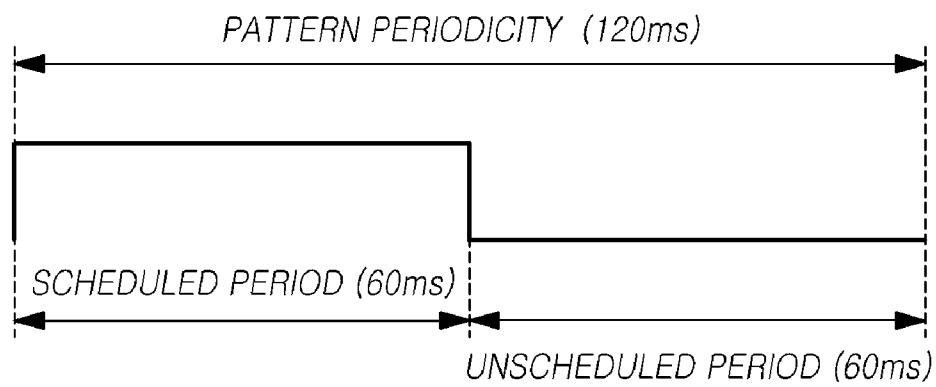 PATTERN PERIODICITY (120ms)
SCHEDULED PERIOD (60ms)
UNSCHEDULED PERIOD (60ms)